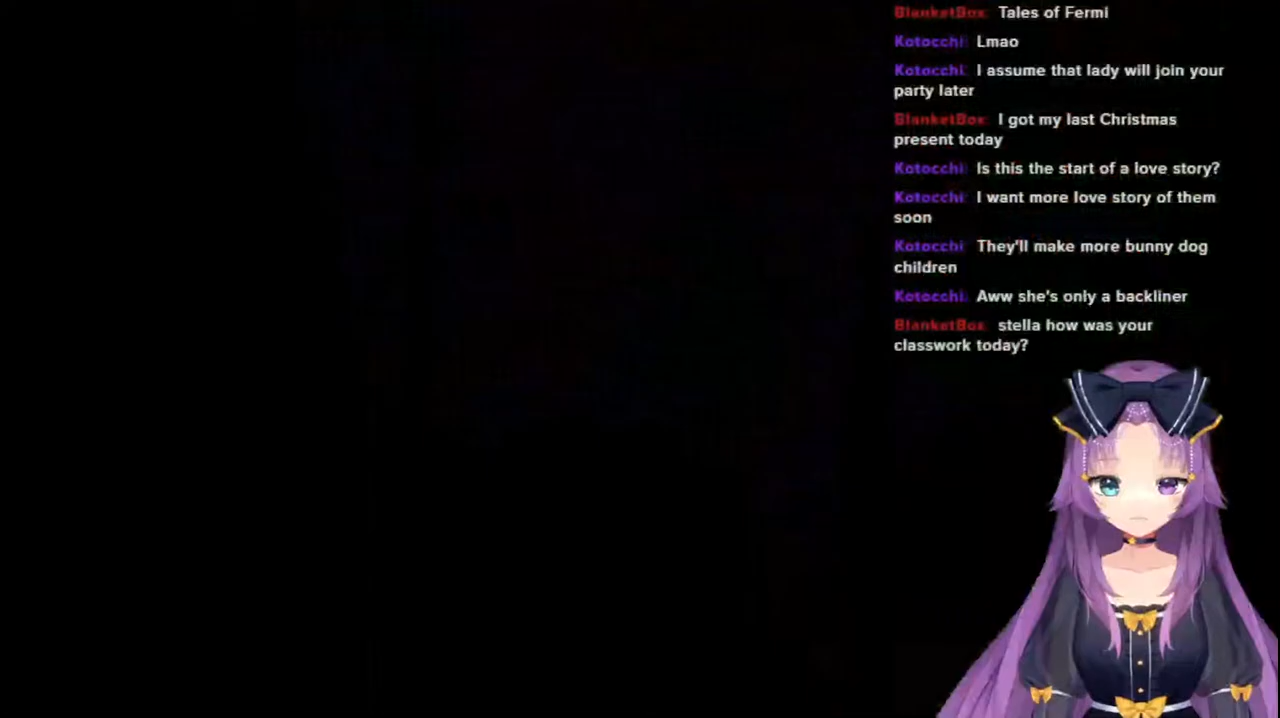 BlanketBox: Tales of Fermi
Kotocchi: Lmao
Kotocchi: I assume that lady will join your
party later
BlanketBox: I got my last Christmas
present today
Kotocchi: Is this the start of a love story?
Kotocchi: I want more love story of them
soon
Kotocchi: They'll make more bunny dog
children
Kotocchi: Aww she's only a backliner
BlanketBox: stella how was your
classwork today?